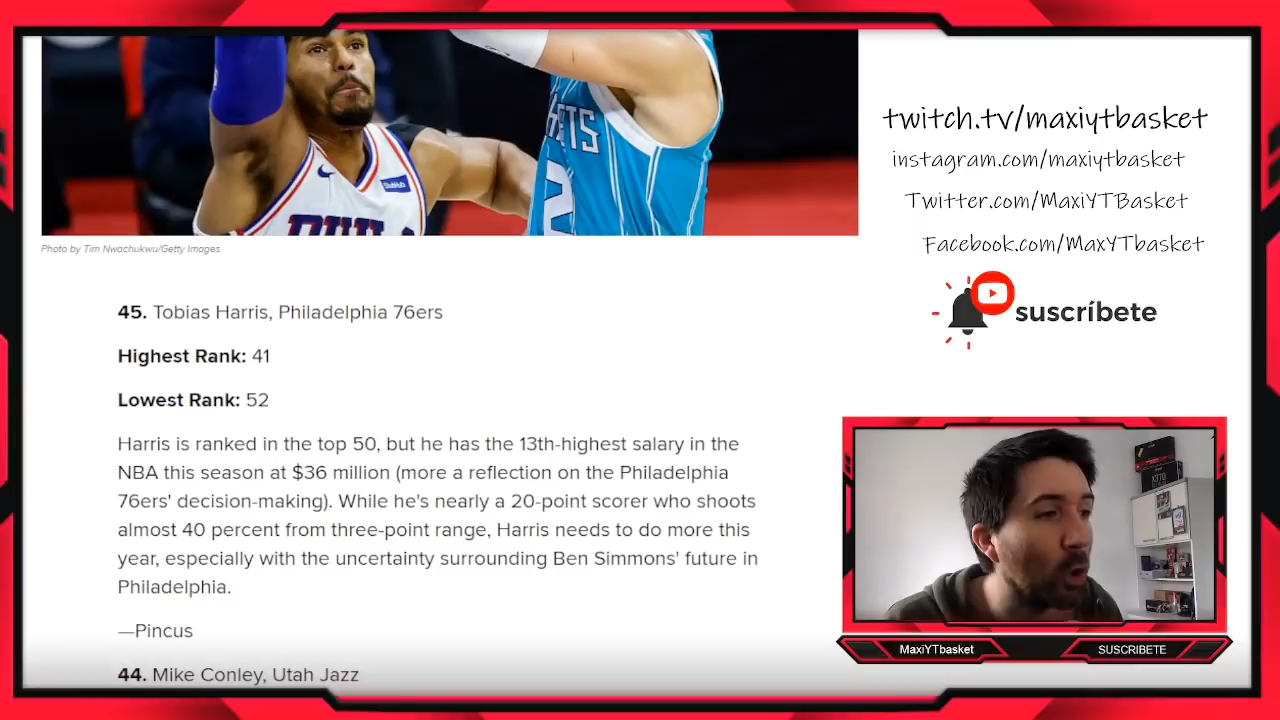 Photo by Tim Nwachukwu/Getty Images
45. Tobias Harris, Philadelphia 76ers
Highest Rank: 41
Lowest Rank: 52
Harris is ranked in the top 50, but he has the 13th-highest salary in the
NBA this season at $36 million (more a reflection on the Philadelphia
76ers' decision-making). While he's nearly a 20-point scorer who shoots
almost 40 percent from three-point range, Harris needs to do more this
year, especially with the uncertainty surrounding Ben Simmons' future in
Philadelphia.
—Pincus
44. Mike Conley, Utah Jazz
twitch.tv/maxiytbasket
instagram.com/maxiytbasket
Twitter.com/MaxiYTBasket
Facebook.com/MaxYTbasket
suscríbete
MaxiYTbasket
SUSCRIBETE